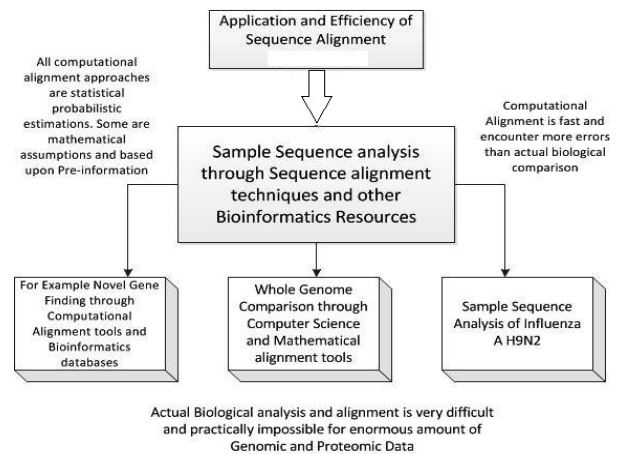 Application and Efficiency of
Sequence Alignment
All computational
alignment approaches
are statistical
probabilistic
estimations. Some are
mathematical
assumptions and based
upon Pre-information
Computational
Alignment is fast and
encounter more errors
than actual biological
comparison
Sample Sequence analysis
through Sequence alignment
techniques and other
Bioinformatics Resources
For Example Novel Gene
Finding through
Computational
Alignment tools and
Bioinformatics
databases
Whole Genome
Comparison through
Computer Science
and Mathematical
alignment tools
Sample Sequence
Analysis of Influenza
A H9N2
Actual Biological analysis and alignment is very difficult
and practically impossible for enormous amount of
Genomic and Proteomic Data